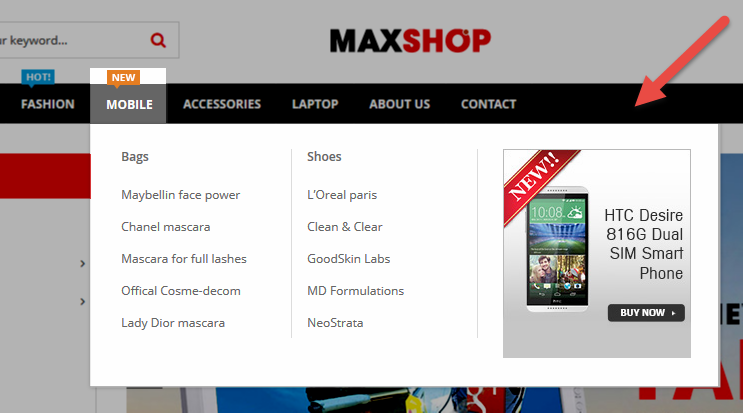 r keyword...
MAXSHOP
HOT!
NEW
FASHION
MOBILE
ACCESSORIES
LAPTOP
ABOUT US
CONTACT
Bags
Maybellin face power
Chanel mascara
Mascara for full lashes
Offical Cosme-decom
Lady Dior mascara
Shoes
L'Oreal paris
Clean & Clear
GoodSkin Labs
MD Formulations
NeoStrata
NEW!!
HTC Desire
816G Dual
SIM Smart
Phone
BUY NOW